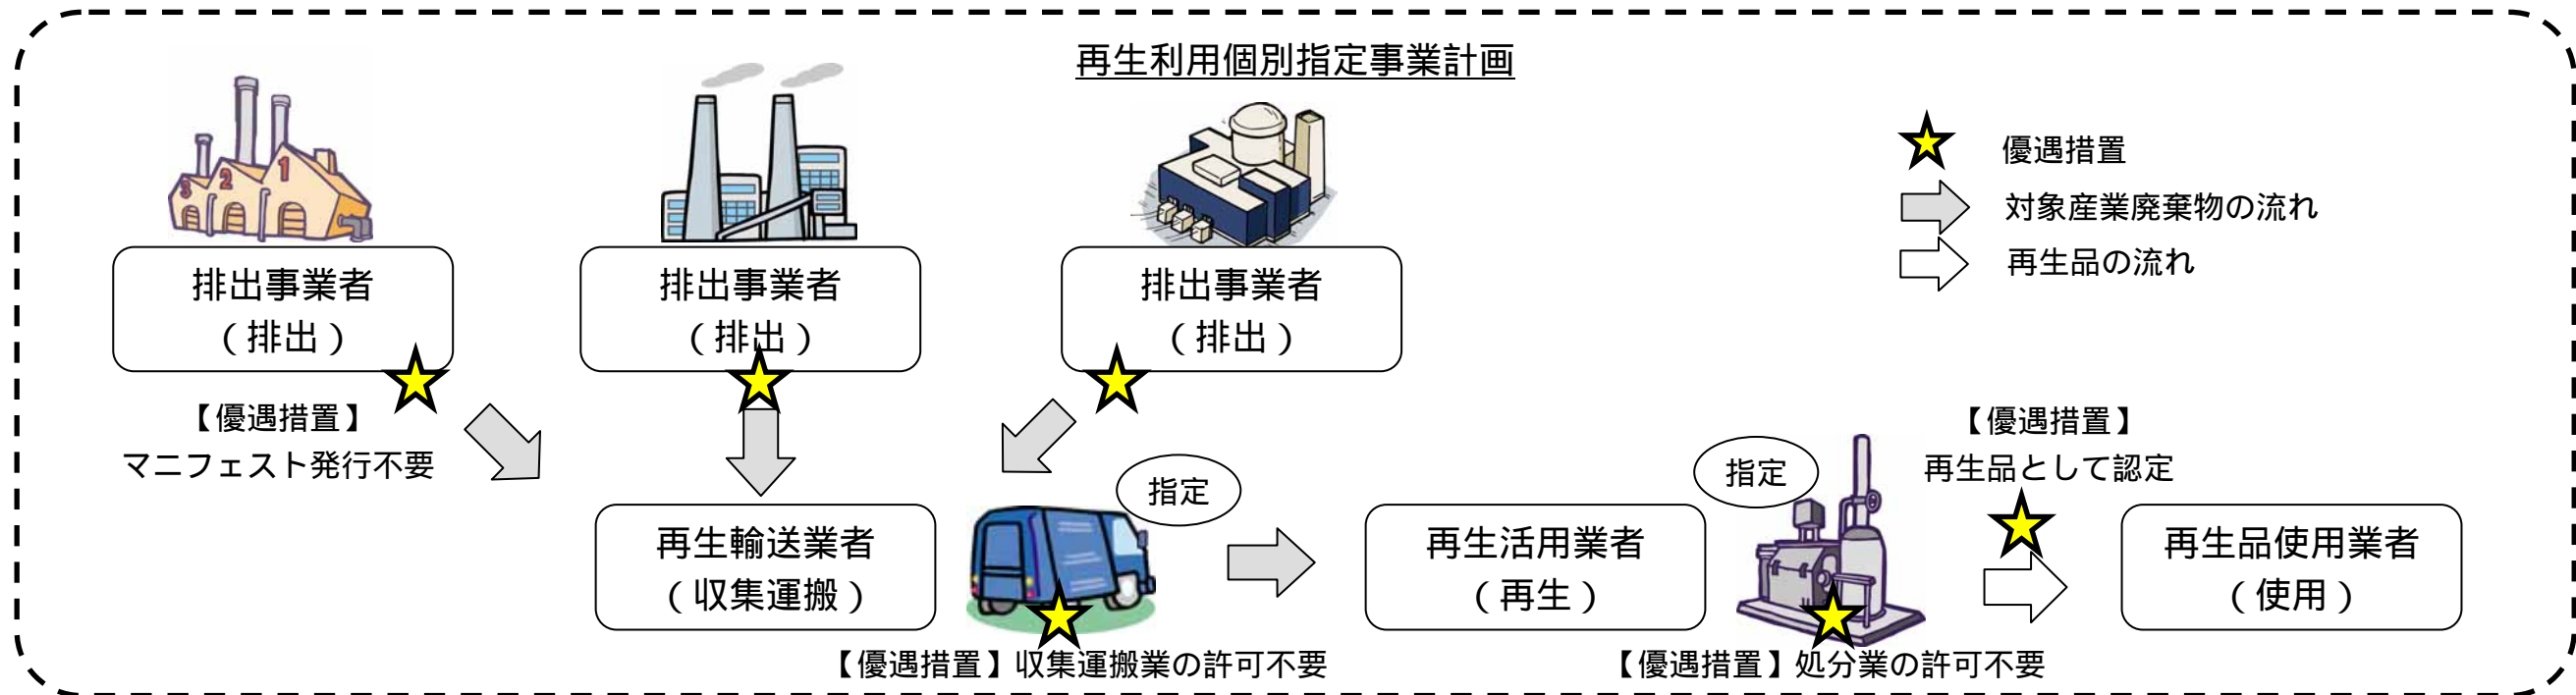 再生利用個別指定事業計画
3 2 1
優遇措置
対象産業廃棄物の流れ
再生品の流れ
排出事業者
（排出）
排出事業者
（排出）
排出事業者
（排出）
【優遇措置】
マニフェスト発行不要
指定
指定
【優遇措置】
再生品として認定
再生輸送業者
（収集運搬）
再生活用業者
（再生）
再生品使用業者
（使用）
【優遇措置】収集運搬業の許可不要
【優遇措置】処分業の許可不要